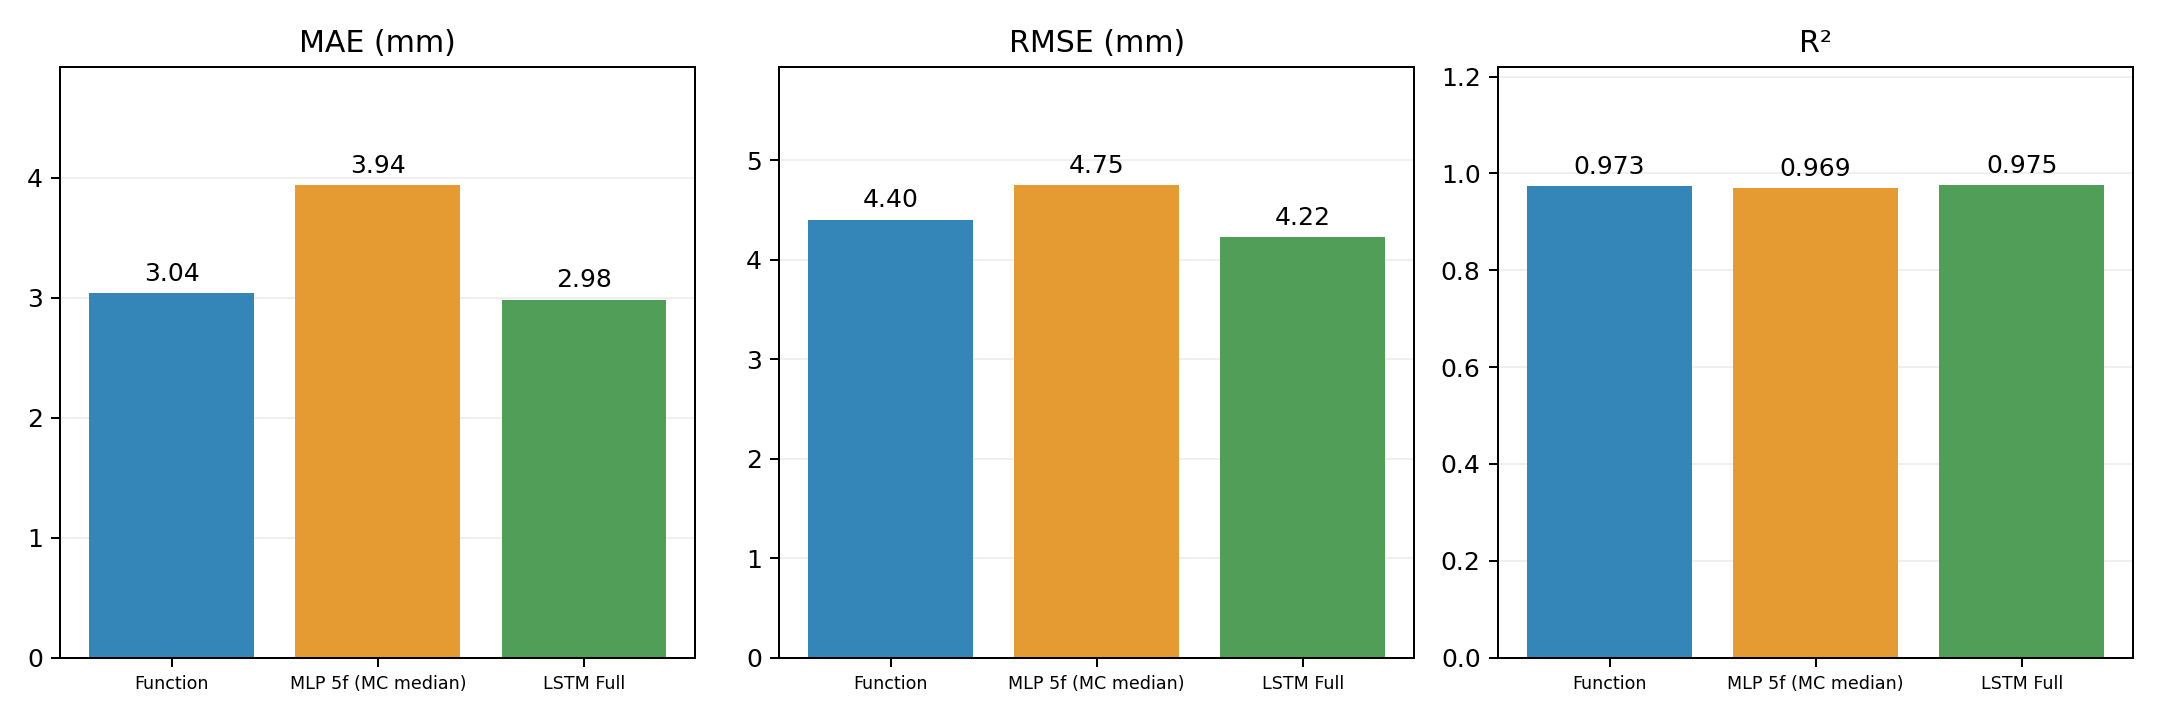 MAE (mm)
4
3
2
1
0
3.04
3.94
2.98
Function
MLP 5f (MC median)
LSTM Full
RMSE (mm)
5
4
3
2
1
0
4.40
4.75
4.22
Function
MLP 5f (MC median)
LSTM Full
R²
1.2
1.0
0.8
0.6
0.4
0.2
0.0
0.973
0.969
0.975
Function
MLP 5f (MC median)
LSTM Full